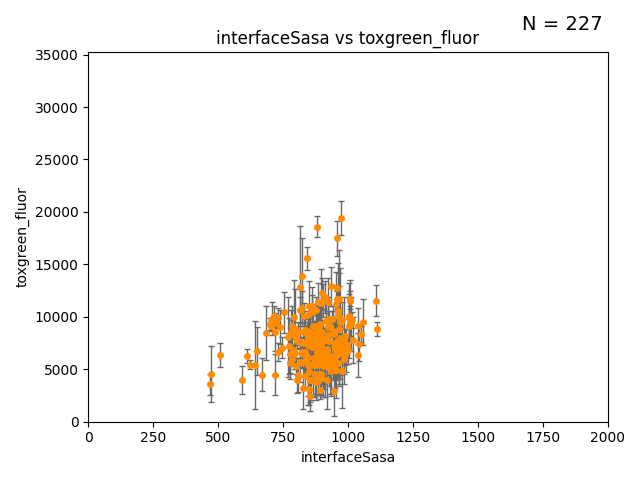 N = 227
interfaceSasa vs toxgreen_fluor
35000
30000
25000
20000
15000
10000
5000
0
toxgreen_fluor
0 250 500 750 1000 1250 1500 1750 2000
interfaceSasa